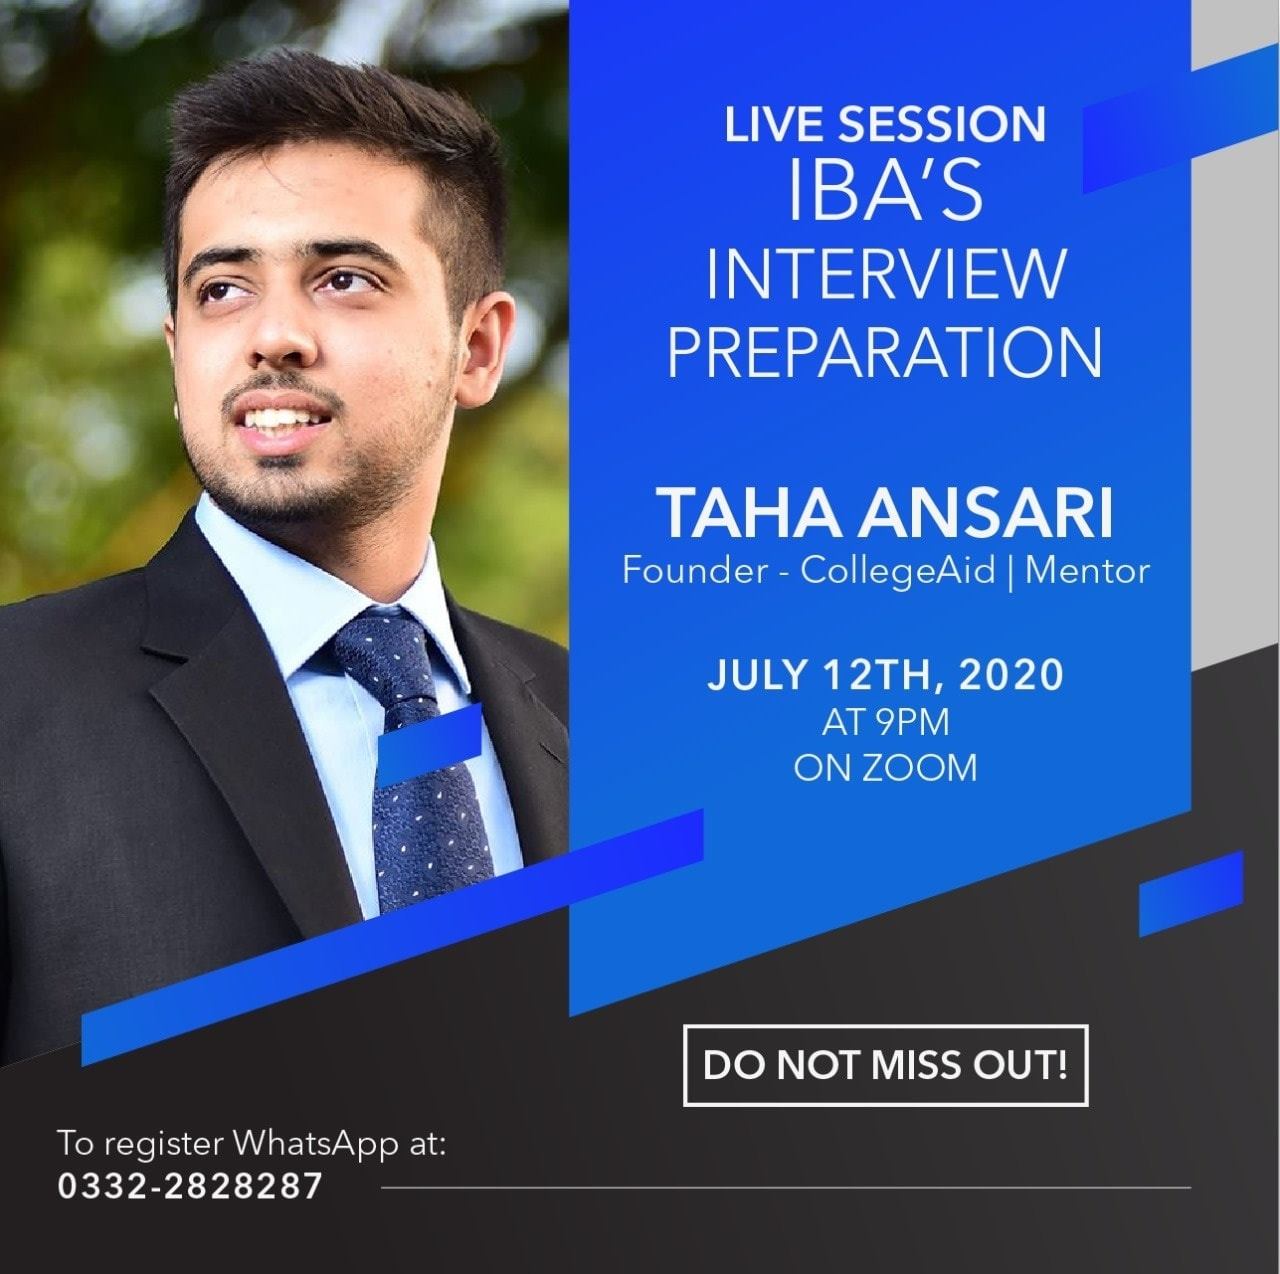 LIVE SESSION
IBA'S
INTERVIEW
PREPARATION
TAHA ANSARI
Founder - CollegeAid | Mentor
JULY 12TH, 2020
AT 9PM
ON ZOOM
DO NOT MISS OUT!
To register WhatsApp at:
0332-2828287